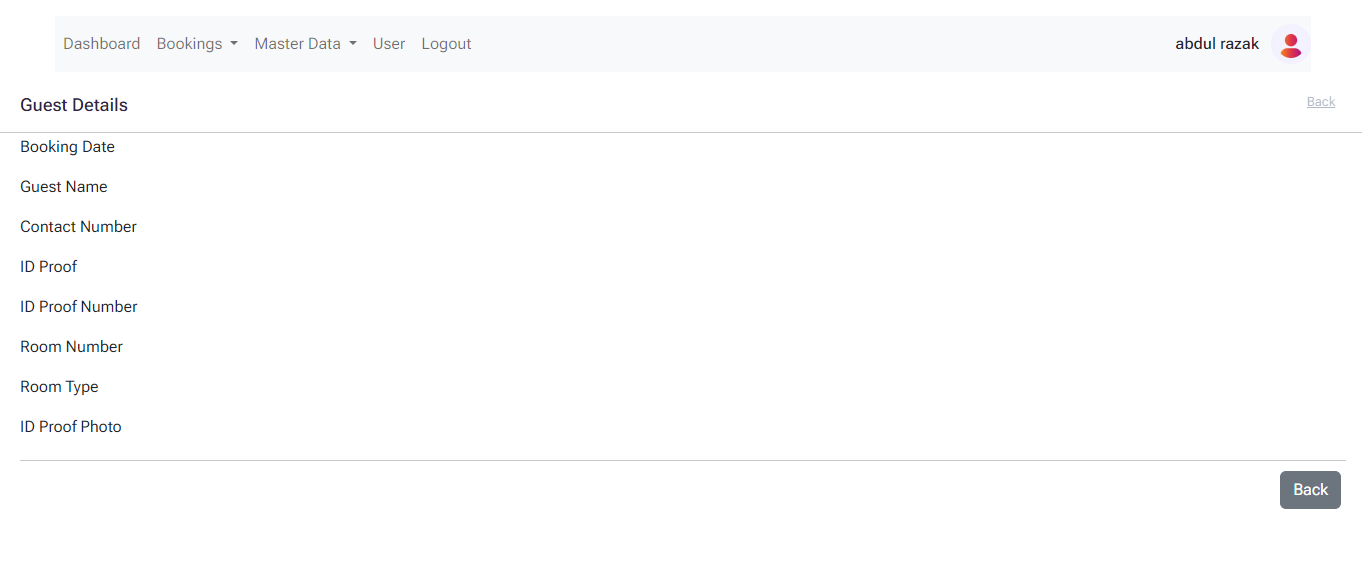 Dashboard Bookings Master Data User Logout abdul razak
Guest Details Back
Booking Date
Guest Name
Contact Number
ID Proof
ID Proof Number
Room Number
Room Type
ID Proof Photo
Back